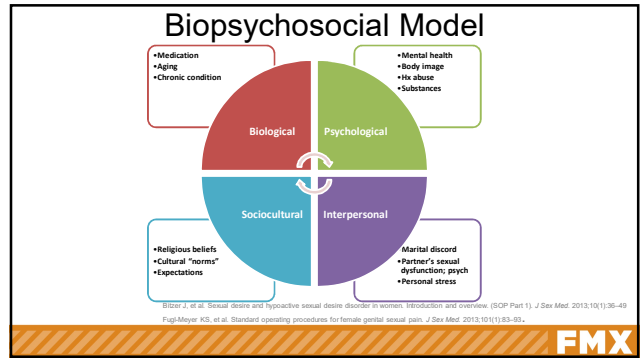 Biopsychosocial Model
•Medication
•Aging
•Chronic condition
•Mental health
•Body image
•Hx abuse
•Substances
Biological
Psychological
Sociocultural
Interpersonal
•Religious beliefs
•Cultural “norms”
•Expectations
Marital discord
•Partner’s sexual
dysfunction; psych
•Personal stress
Bitzer J, et al. Sexual desire and hypoactive sexual desire disorder in women. Introduction and overview. (SOP Part 1). J Sex Med. 2013;10(1):36–49
Fugl-Meyer KS, et al. Standard operating procedures for female genital sexual pain. J Sex Med. 2013;101(1):83–93.
FMX